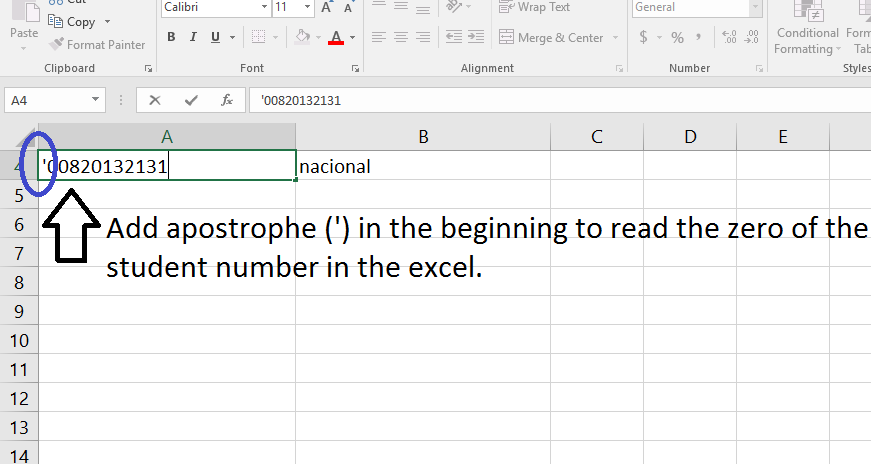 Cut
Calibri 11 A A
Wrap Text
General
Paste
Copy
Format Painter
B I U A
Merge & Center
$ % , .0 .00 .00 .0
Conditional
Formatting
Clipboard Font Alignment Number Styles
A4 fx '00820132131
A B C D E
4 '00820132131 nacional
5
6 Add apostrophe (') in the beginning to read the zero of the
7
student number in the excel.
8
9
10
11
12
13
14